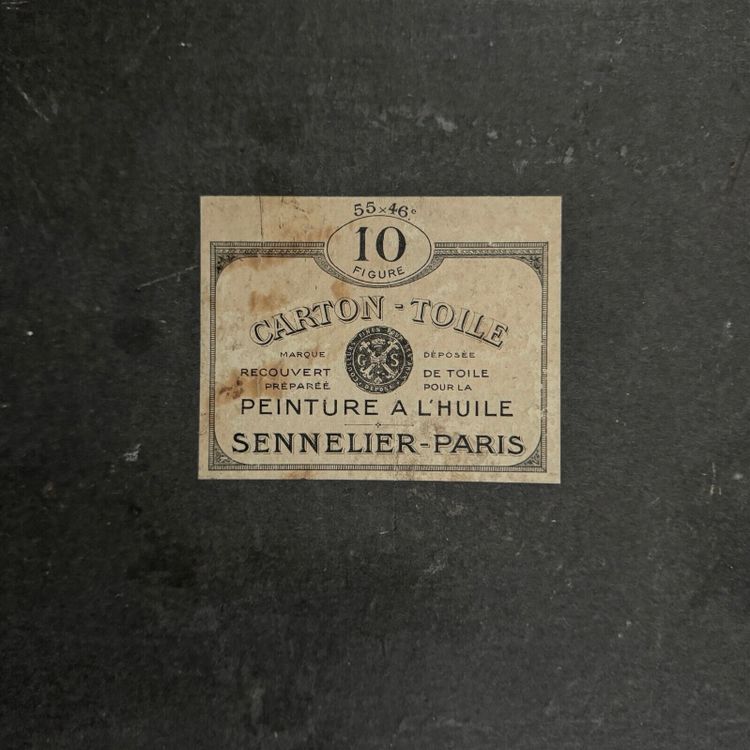 55×46c
10
FIGURE
CARTON-TOILE
MARQUE DÉPOSÉE
G S
RECOUVERT DE TOILE
PRÉPARÉE POUR LA
PEINTURE A L'HUILE
SENNELIER-PARIS